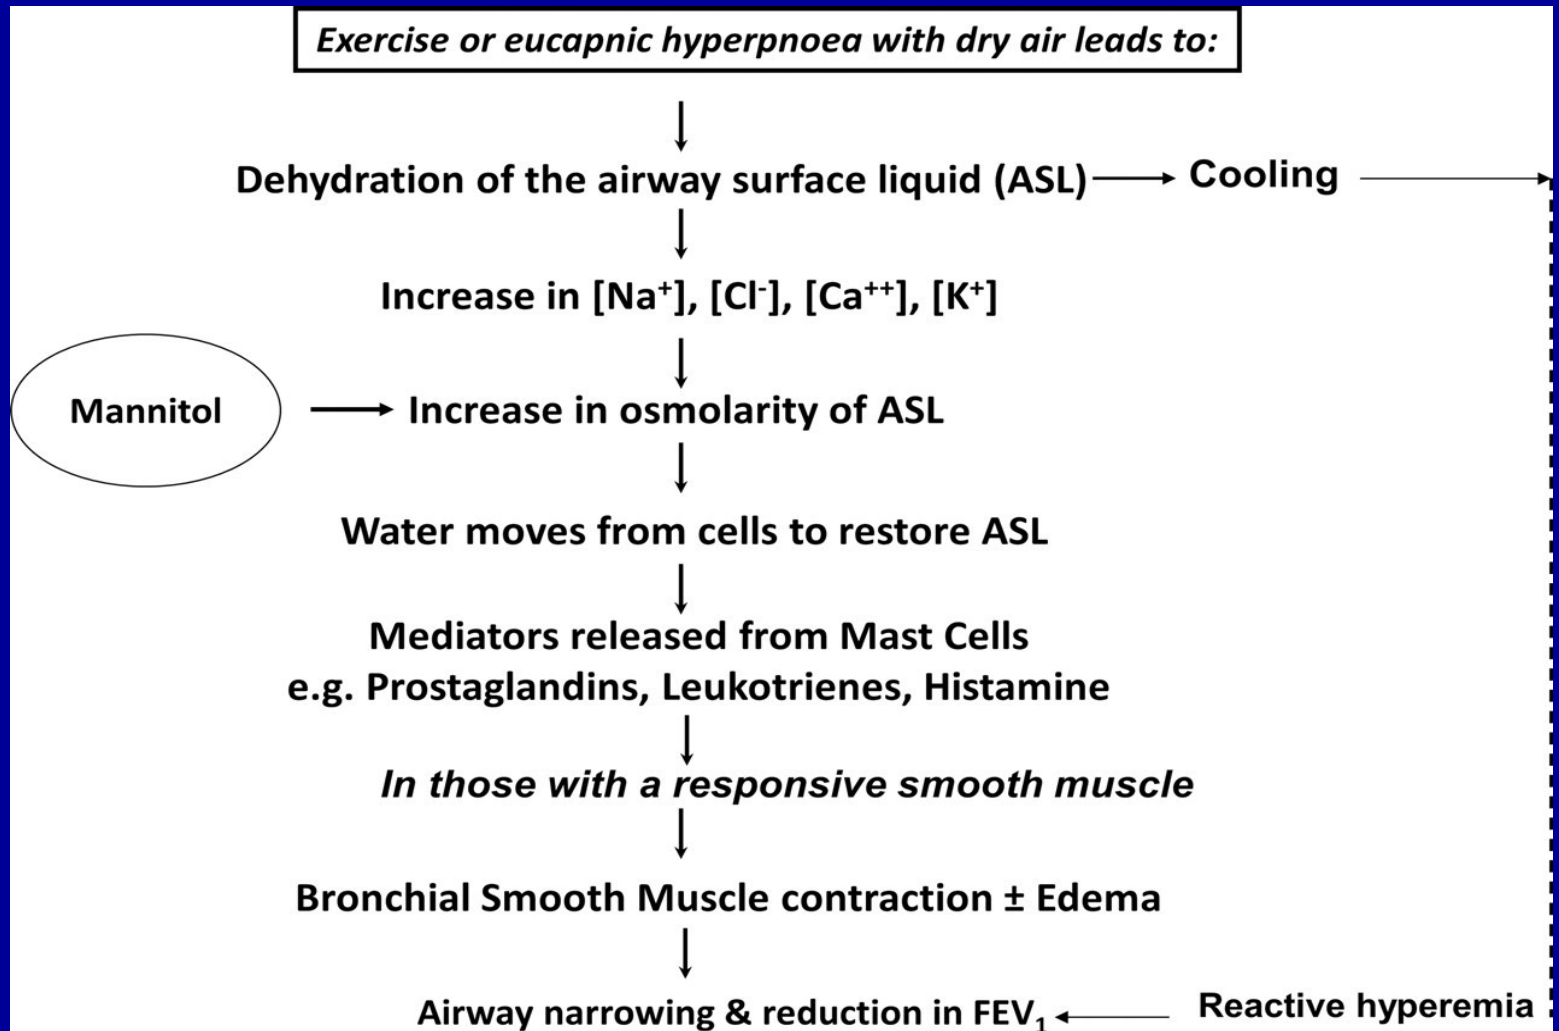 Exercise or eucapnic hyperpnoea with dry air leads to:
Dehydration of the airway surface liquid (ASL)
Cooling
Increase in [Na⁺], [Cl⁻], [Ca⁺⁺], [K⁺]
Mannitol
Increase in osmolarity of ASL
Water moves from cells to restore ASL
Mediators released from Mast Cells
e.g. Prostaglandins, Leukotrienes, Histamine
In those with a responsive smooth muscle
Bronchial Smooth Muscle contraction ± Edema
Airway narrowing & reduction in FEV₁
Reactive hyperemia